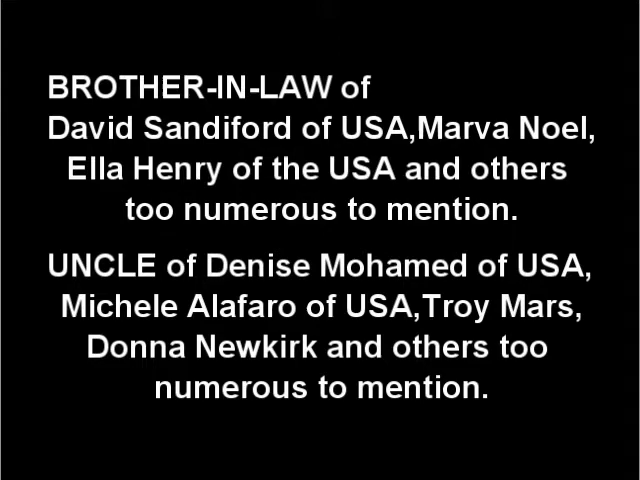 BROTHER-IN-LAW of
David Sandiford of USA,Marva Noel,
Ella Henry of the USA and others
too numerous to mention.
UNCLE of Denise Mohamed of USA,
Michele Alafaro of USA,Troy Mars,
Donna Newkirk and others too
numerous to mention.